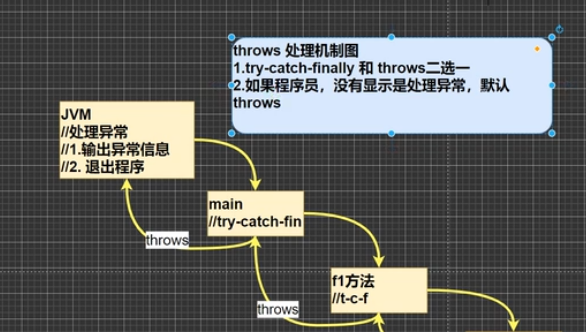 throws 处理机制图
1.try-catch-finally 和 throws二选一
2.如果程序员，没有显示是处理异常，默认
throws
JVM
//处理异常
//1.输出异常信息
//2. 退出程序
main
//try-catch-fin
throws
f1方法
//t-c-f
throws